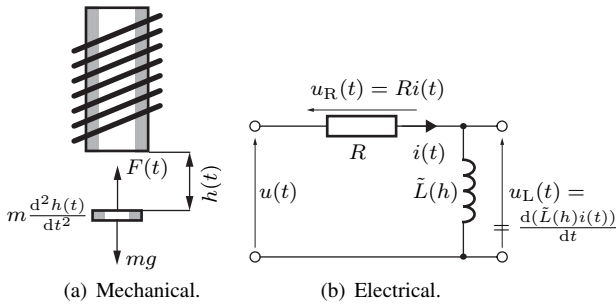 F(t)
h(t)
m d²h(t)/dt²
mg
(a) Mechanical.
u_R(t) = Ri(t)
R
i(t)
u(t)
L̃(h)
u_L(t) =
d(L̃(h)i(t))/dt
(b) Electrical.